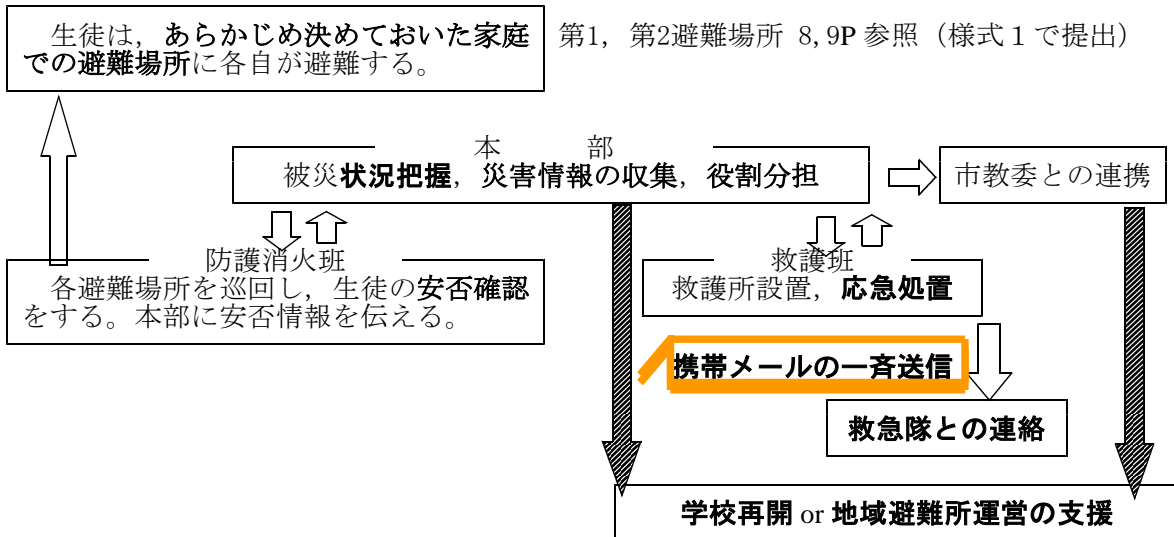 生徒は，あらかじめ決めておいた家庭
での避難場所に各自が避難する。
第1，第2避難場所 8,9P 参照（様式１で提出）
本　　部
被災状況把握，災害情報の収集，役割分担
市教委との連携
防護消火班
各避難場所を巡回し，生徒の安否確認
をする。本部に安否情報を伝える。
救護班
救護所設置，応急処置
携帯メールの一斉送信
救急隊との連絡
学校再開 or 地域避難所運営の支援